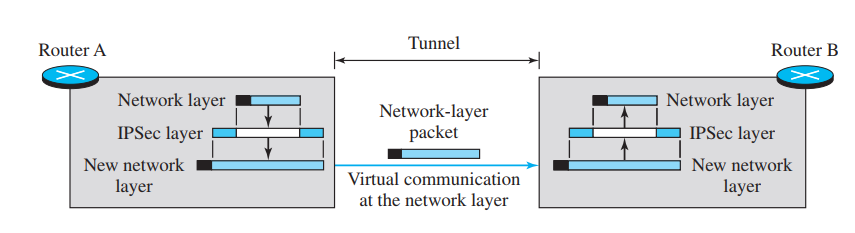 Tunnel
Router A
Router B
Network layer
IPSec layer
New network
layer
Network-layer
packet
Virtual communication
at the network layer
Network layer
IPSec layer
New network
layer